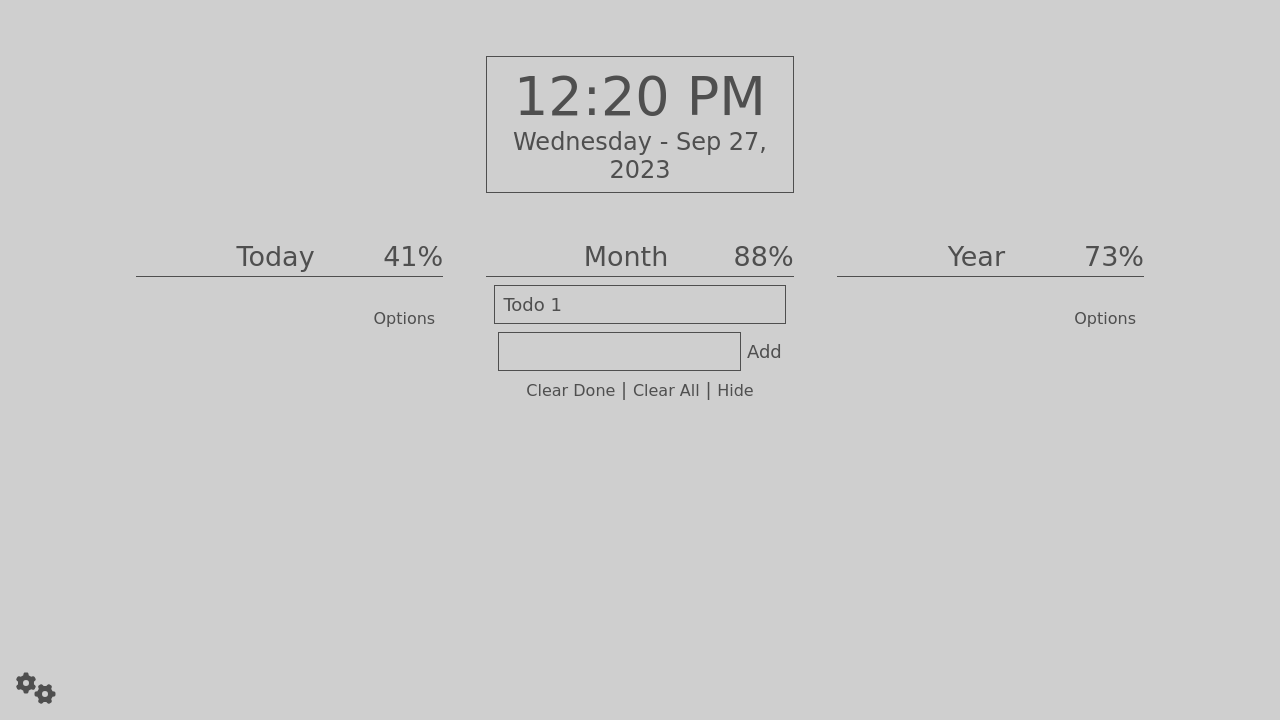 12:20 PM
Wednesday - Sep 27,
2023
Today 41%
Month 88%
Year 73%
Options
Todo 1
Add
Clear Done | Clear All | Hide
Options